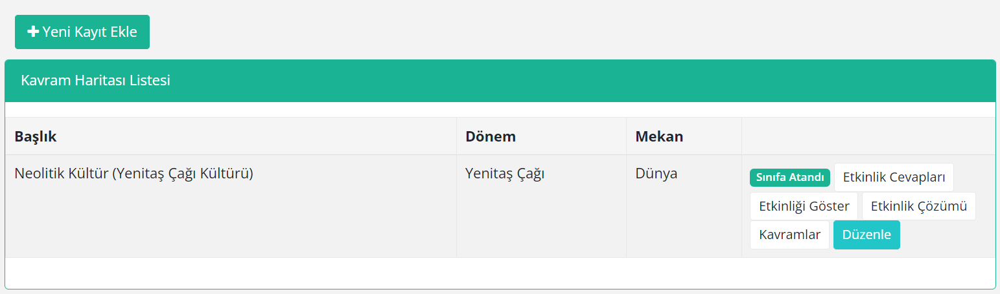 Yeni Kayıt Ekle
Kavram Haritası Listesi
Başlık Dönem Mekan
Neolitik Kültür (Yenitaş Çağı Kültürü) Yenitaş Çağı Dünya Sınıfa Atandı Etkinlik Cevapları
Etkinliği Göster Etkinlik Çözümü
Kavramlar Düzenle